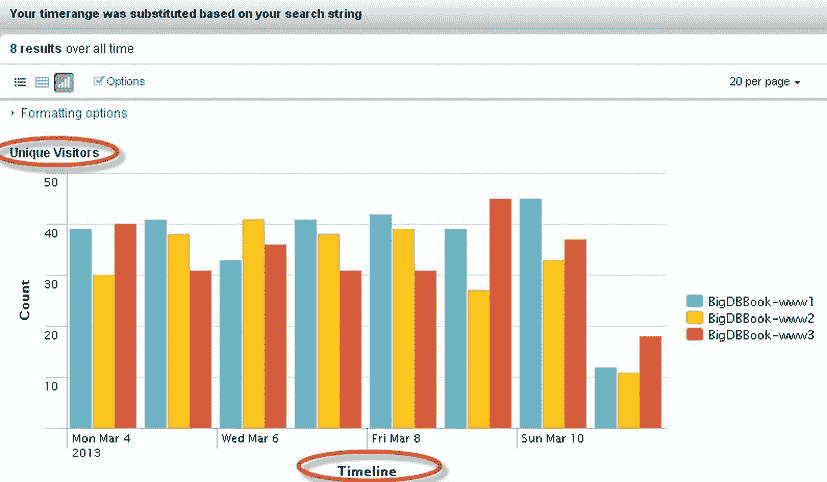 Your timerange was substituted based on your search string
8 results over all time
Options
20 per page
Formatting options
Unique Visitors
50
40
30
20
10
Count
BigDBBook-www1
BigDBBook-www2
BigDBBook-www3
Mon Mar 4 Wed Mar 6 Fri Mar 8 Sun Mar 10
2013
Timeline